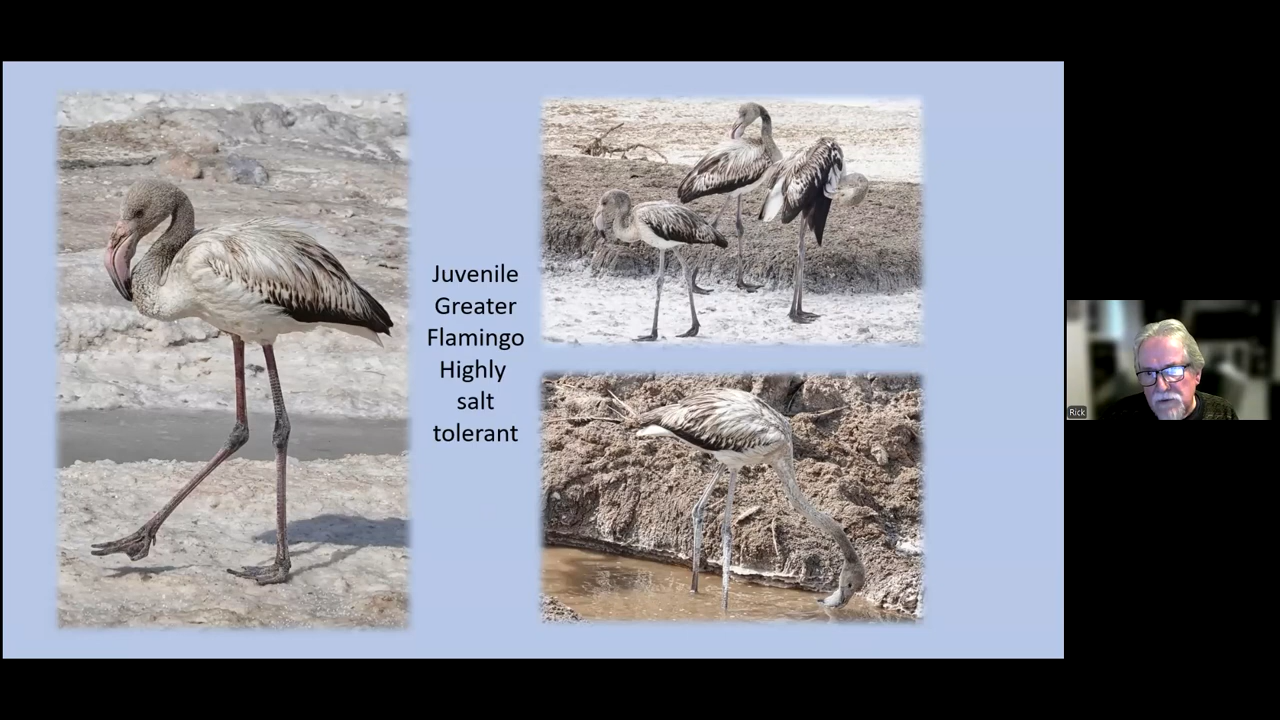 Juvenile
Greater
Flamingo
Highly
salt
tolerant
Rick